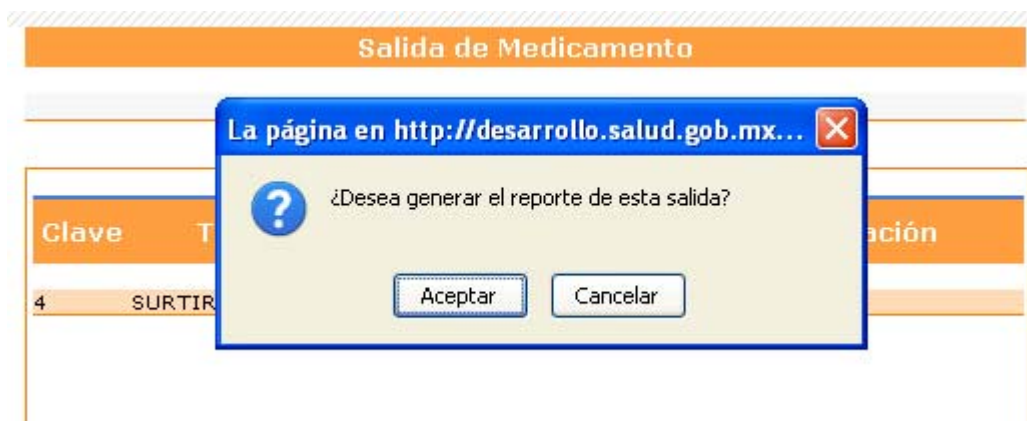 Salida de Medicamento
La página en http://desarrollo.salud.gob.mx...
¿Desea generar el reporte de esta salida?
Clave T ación
Aceptar Cancelar
4 SURTIR